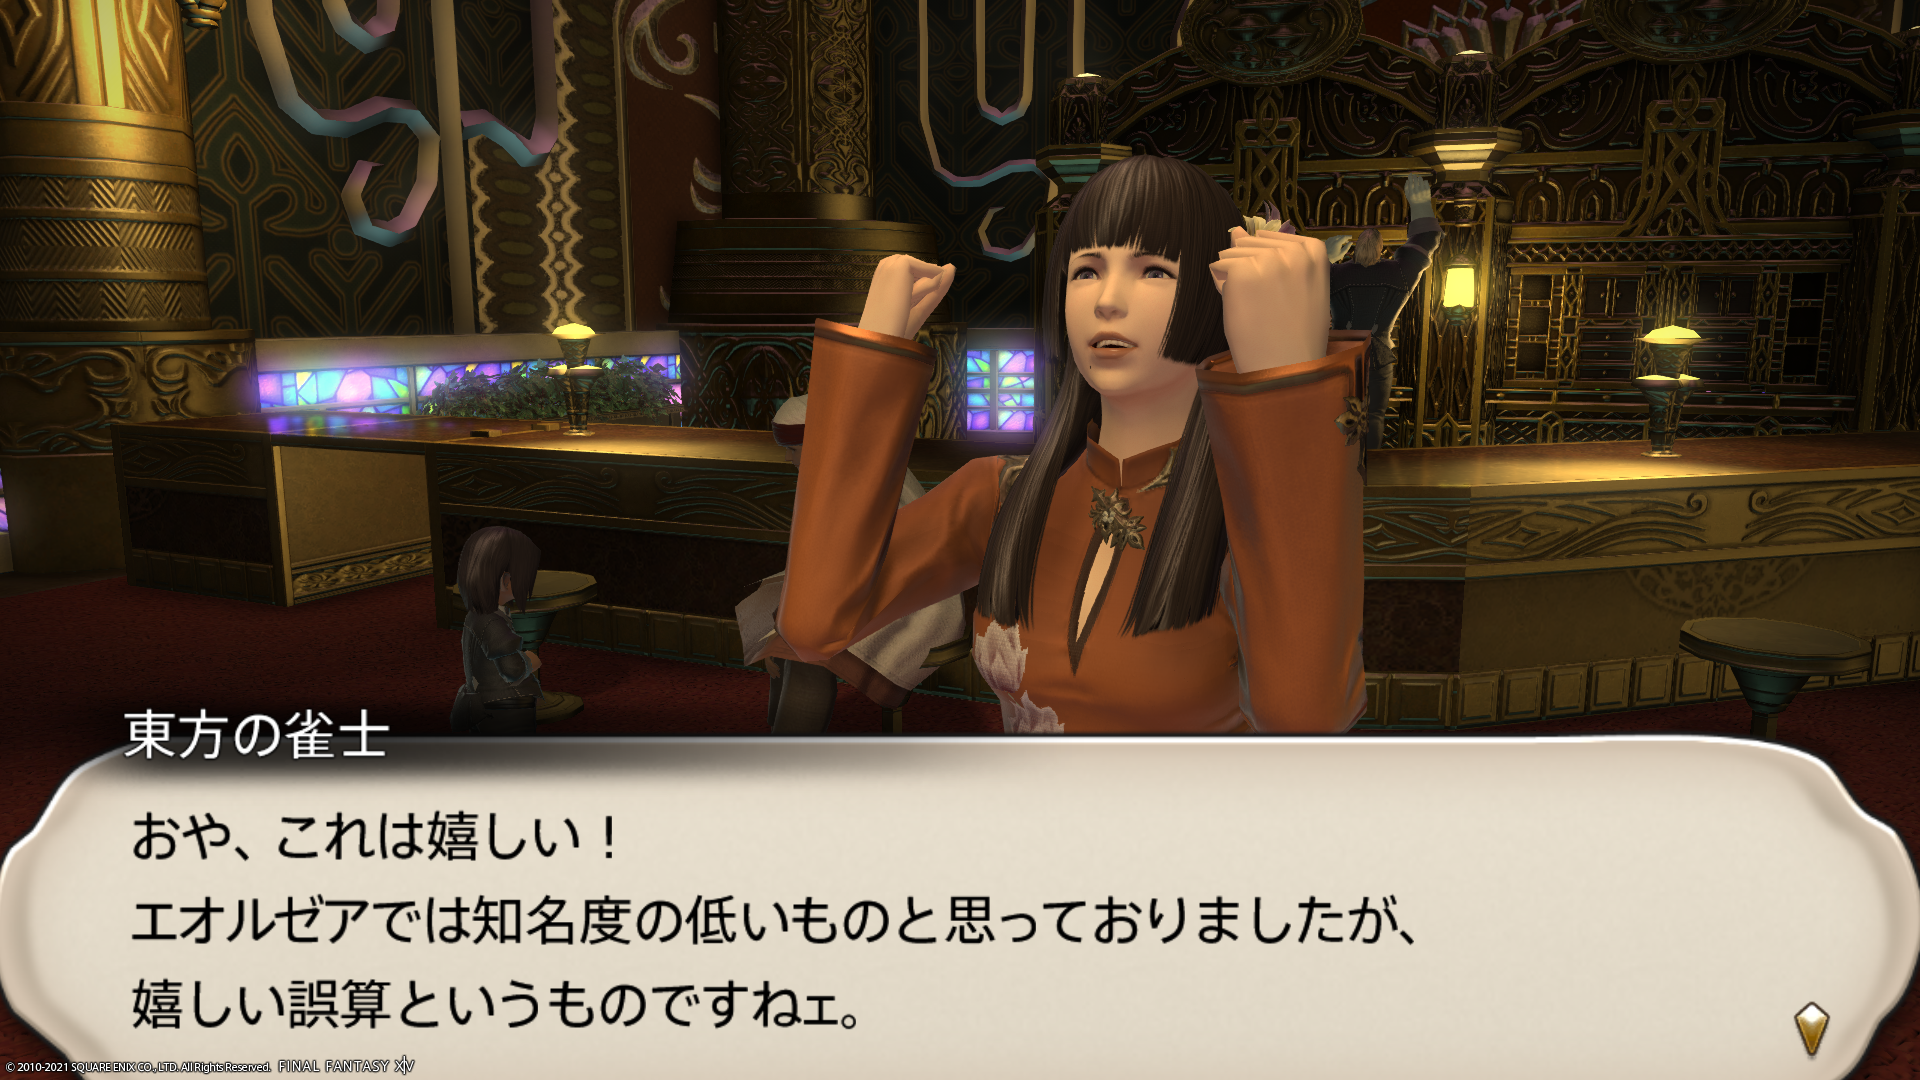 東方の雀士
おや、これは嬉しい！
エオルゼアでは知名度の低いものと思っておりましたが、
嬉しい誤算というものですねェ。
© 2010-2021 SQUARE ENIX CO., LTD. All Rights Reserved. FINAL FANTASY XIV